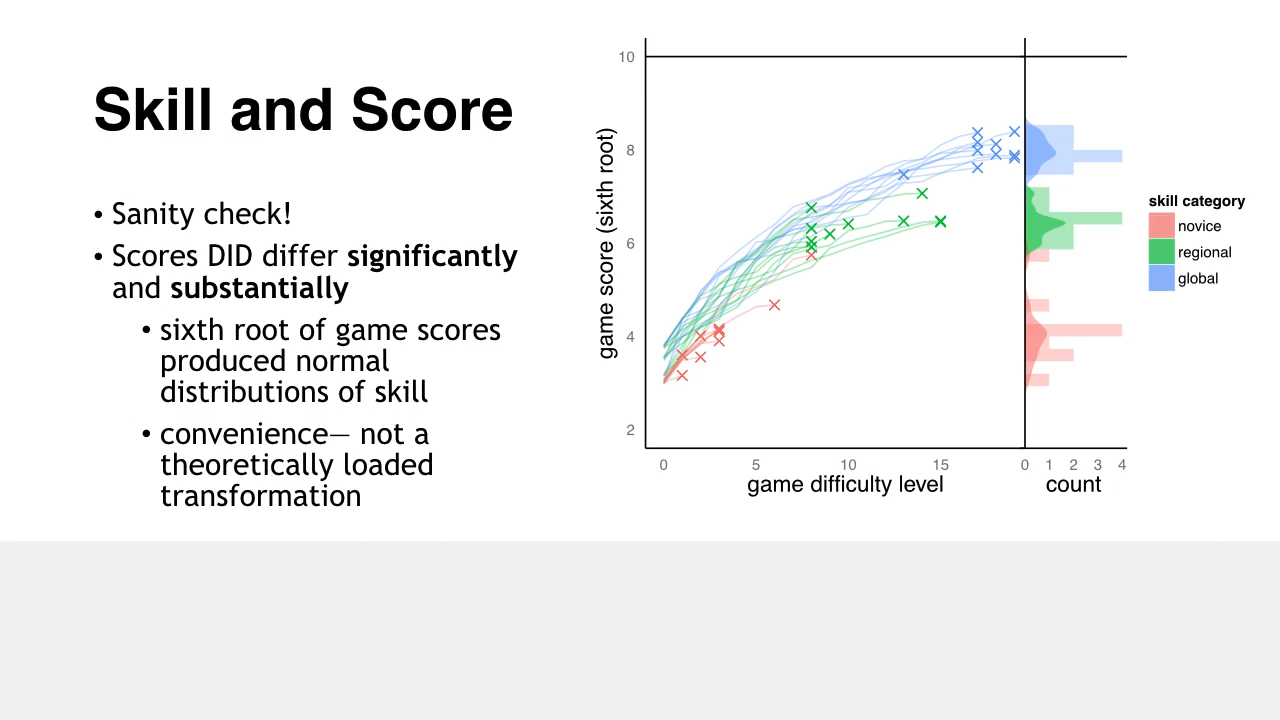 Skill and Score
• Sanity check!
• Scores DID differ significantly
and substantially
• sixth root of game scores
produced normal
distributions of skill
• convenience— not a
theoretically loaded
transformation
game score (sixth root)
10
8
6
4
2
0 5 10 15
game difficulty level
0 1 2 3 4
count
skill category
novice
regional
global